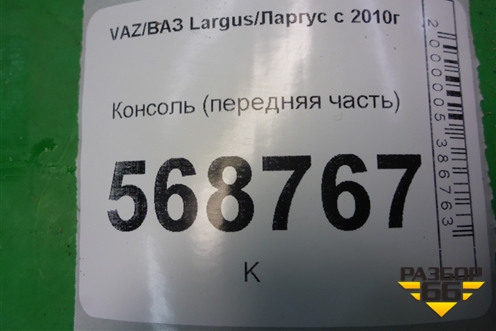 VAZ/ВАЗ Largus/Ларгус с 2010г
Консоль (передняя часть)
568767
К
2000005386763
РАЗБОР
66